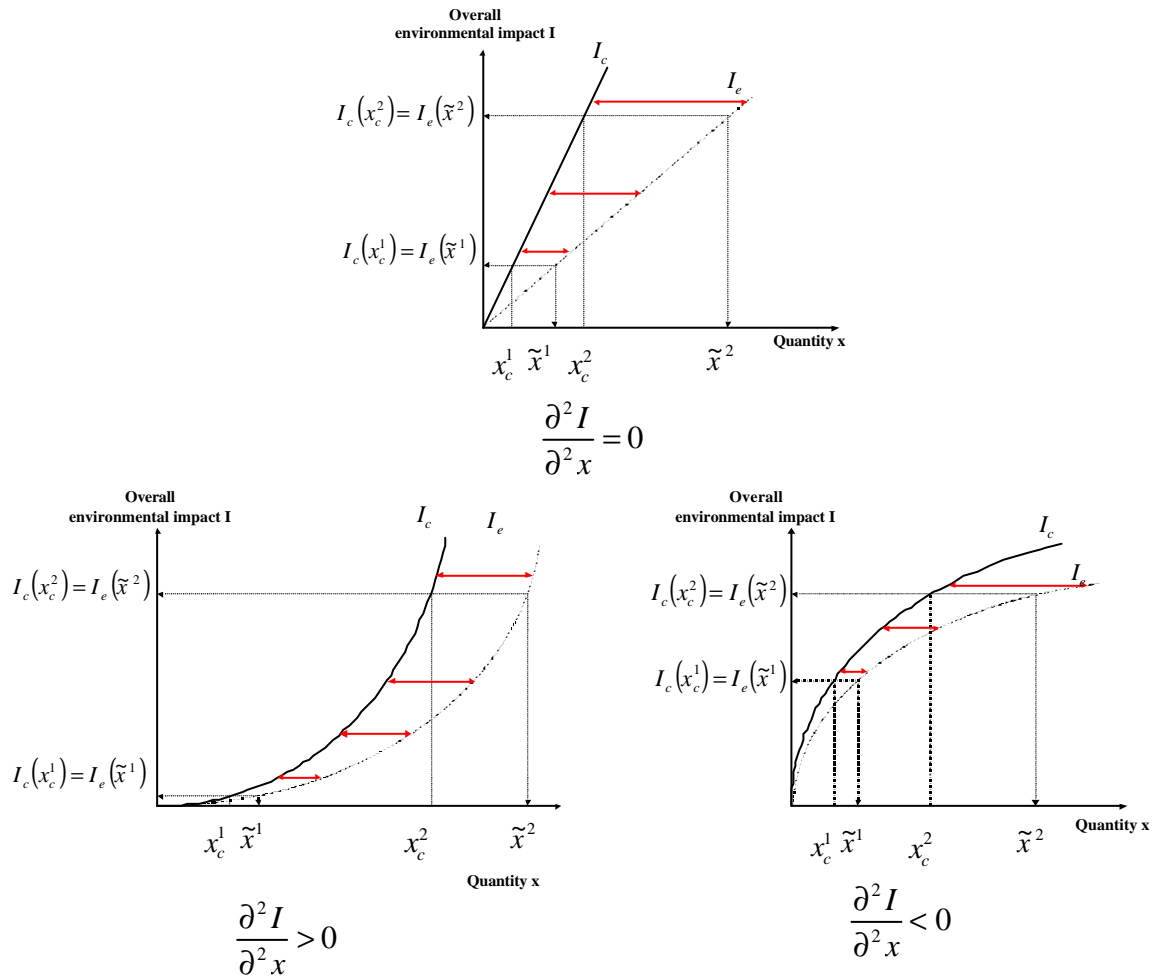 Overall
environmental impact I
I_c
I_e
I_c(x_c^2) = I_e(x̃^2)
I_c(x_c^1) = I_e(x̃^1)
Quantity x
x_c^1 x̃^1 x_c^2 x̃^2
∂²I/∂²x = 0
Overall
environmental impact I
I_c I_e
I_c(x_c^2) = I_e(x̃^2)
I_c(x_c^1) = I_e(x̃^1)
x_c^1 x̃^1 x_c^2 x̃^2
Quantity x
∂²I/∂²x > 0
Overall
environmental impact I
I_c
I_e
I_c(x_c^2) = I_e(x̃^2)
I_c(x_c^1) = I_e(x̃^1)
Quantity x
x_c^1 x̃^1 x_c^2 x̃^2
∂²I/∂²x < 0